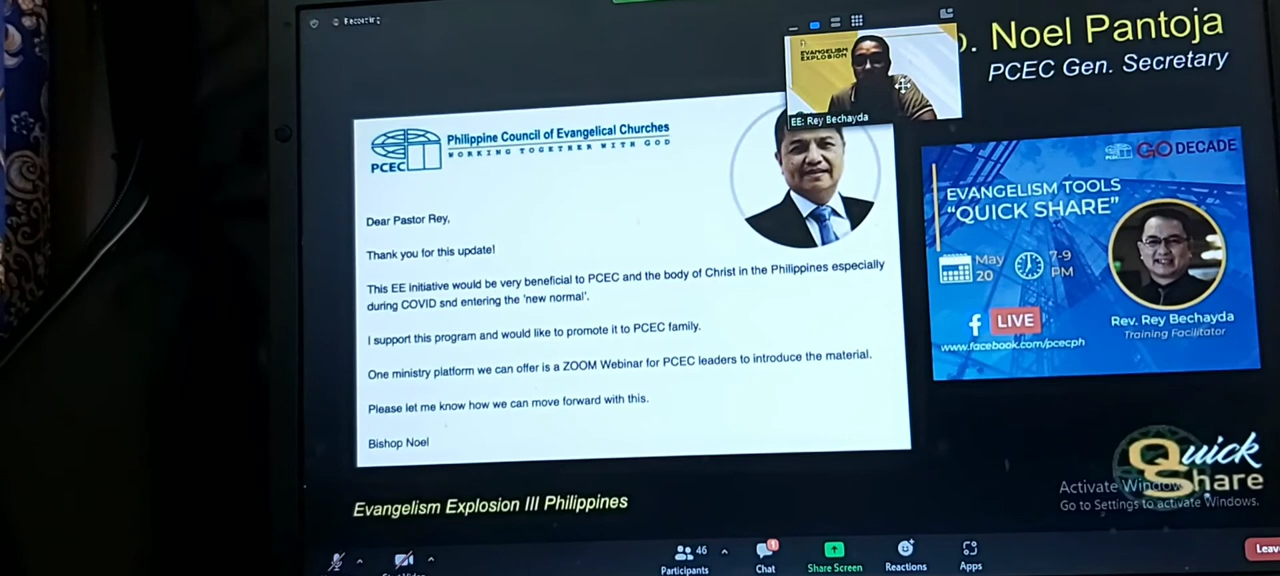 Recording
. Noel Pantoja
PCEC Gen. Secretary
EVANGELISM
EXPLOSION
EE: Rey Bechayda
PCEC
Philippine Council of Evangelical Churches
WORKING TOGETHER WITH GOD
Dear Pastor Rey,
Thank you for this update!
This EE initiative would be very beneficial to PCEC and the body of Christ in the Philippines especially
during COVID snd entering the 'new normal'.
I support this program and would like to promote it to PCEC family.
One ministry platform we can offer is a ZOOM Webinar for PCEC leaders to introduce the material.
Please let me know how we can move forward with this.
Bishop Noel
PCEC GO DECADE
EVANGELISM TOOLS
"QUICK SHARE"
May
20
7-9
PM
f LIVE
www.facebook.com/pcecph
Rev. Rey Bechayda
Training Facilitator
Quick
Share
Activate Windows
Go to Settings to activate Windows.
Evangelism Explosion III Philippines
46
Participants
1
Chat
Share Screen
Reactions
Apps
Leav